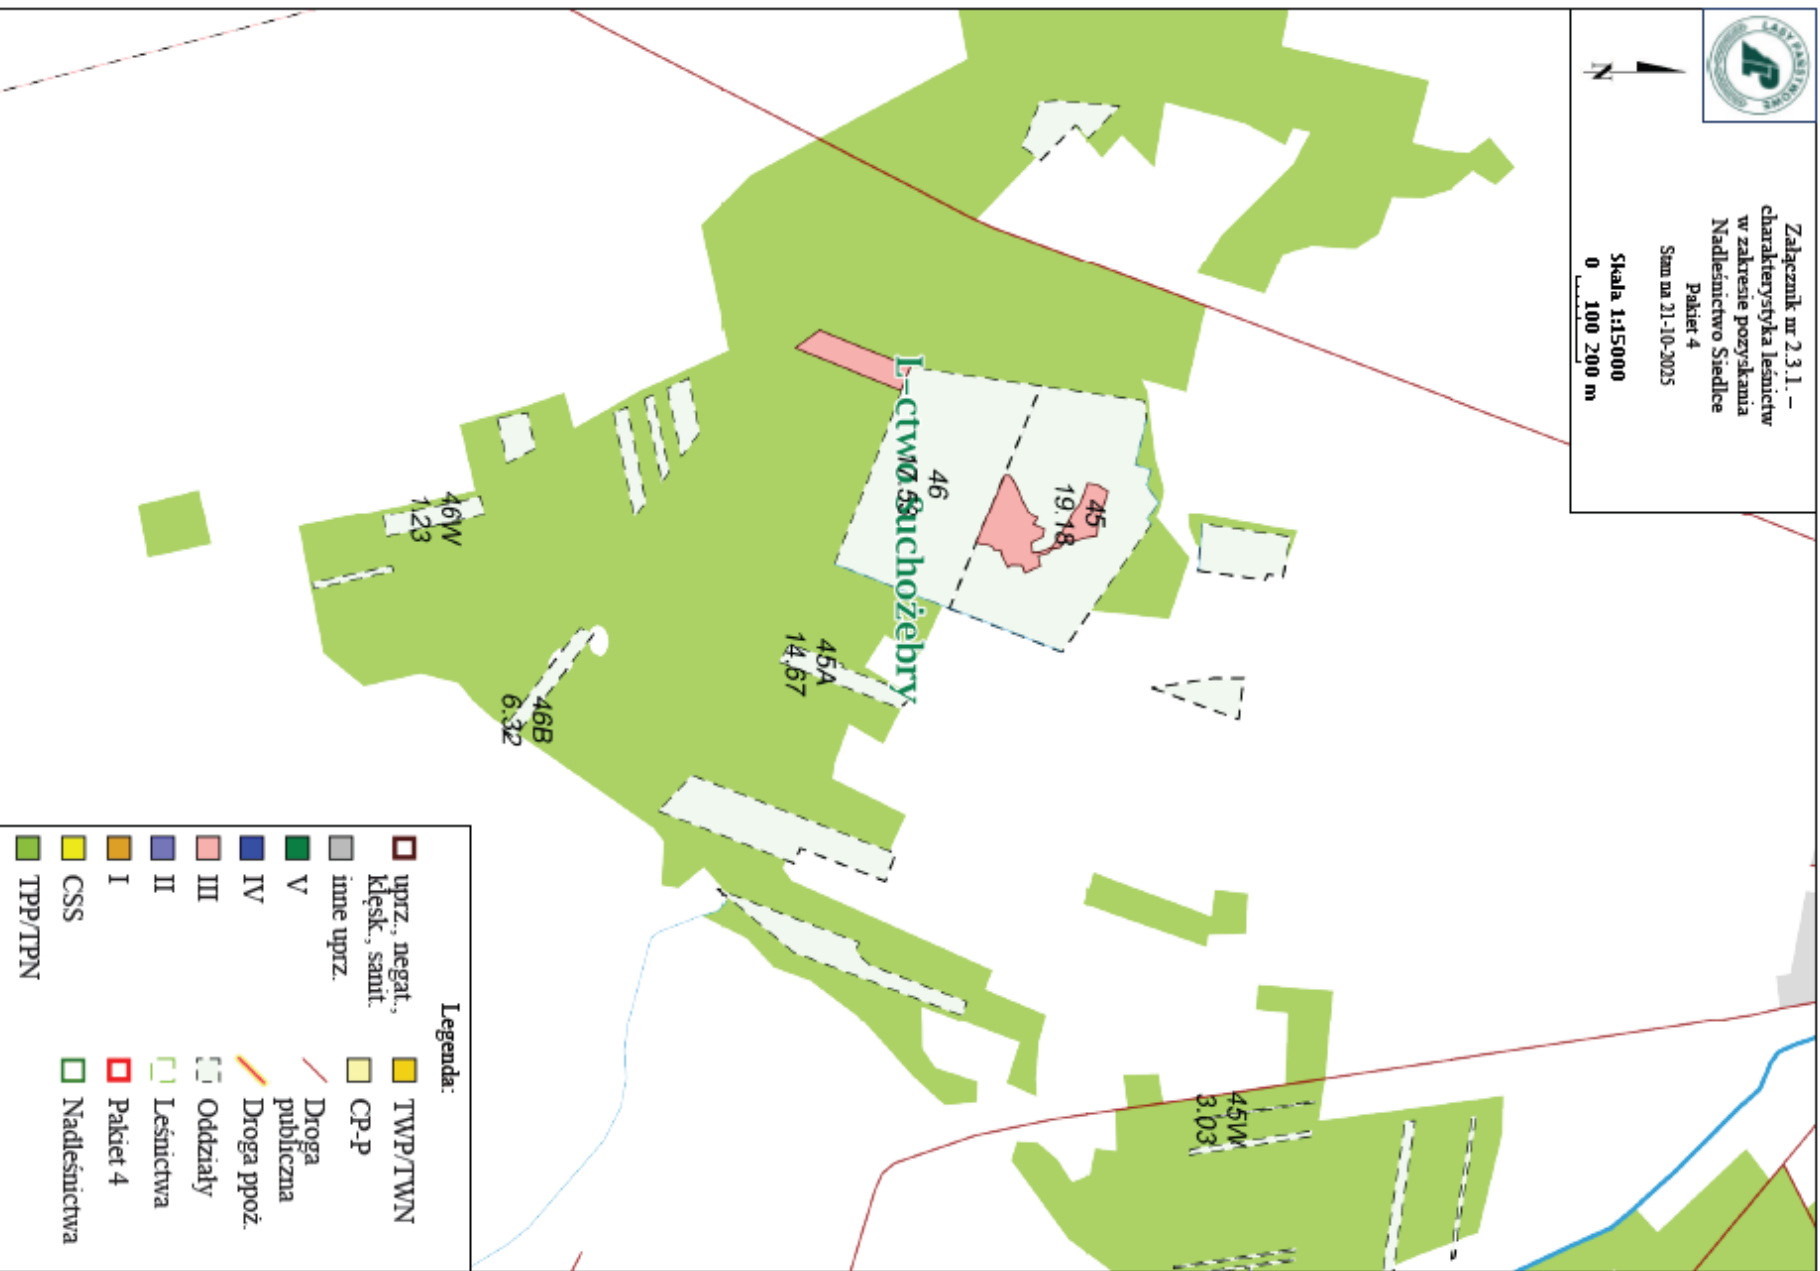 LASY PAŃSTWOWE
Załącznik nr 2.3.1. –
charakterystyka leśnictw
w zakresie pozyskania
Nadleśnictwo Siedlce
Pakiet 4
Stan na 21-10-2025
N
Skala 1:15000
0 100 200 m
L-ctwo Suchożebry
45
19.18
46
45A
14.67
46W
1.23
46B
6.32
45W
3.03
Legenda:
uprz., negat.,
klęsk., sanit.
inne uprz.
V
IV
III
II
I
CSS
TPP/TPN
TWP/TWN
CP-P
Droga
publiczna
Droga ppoż.
Oddziały
Leśnictwa
Pakiet 4
Nadleśnictwa